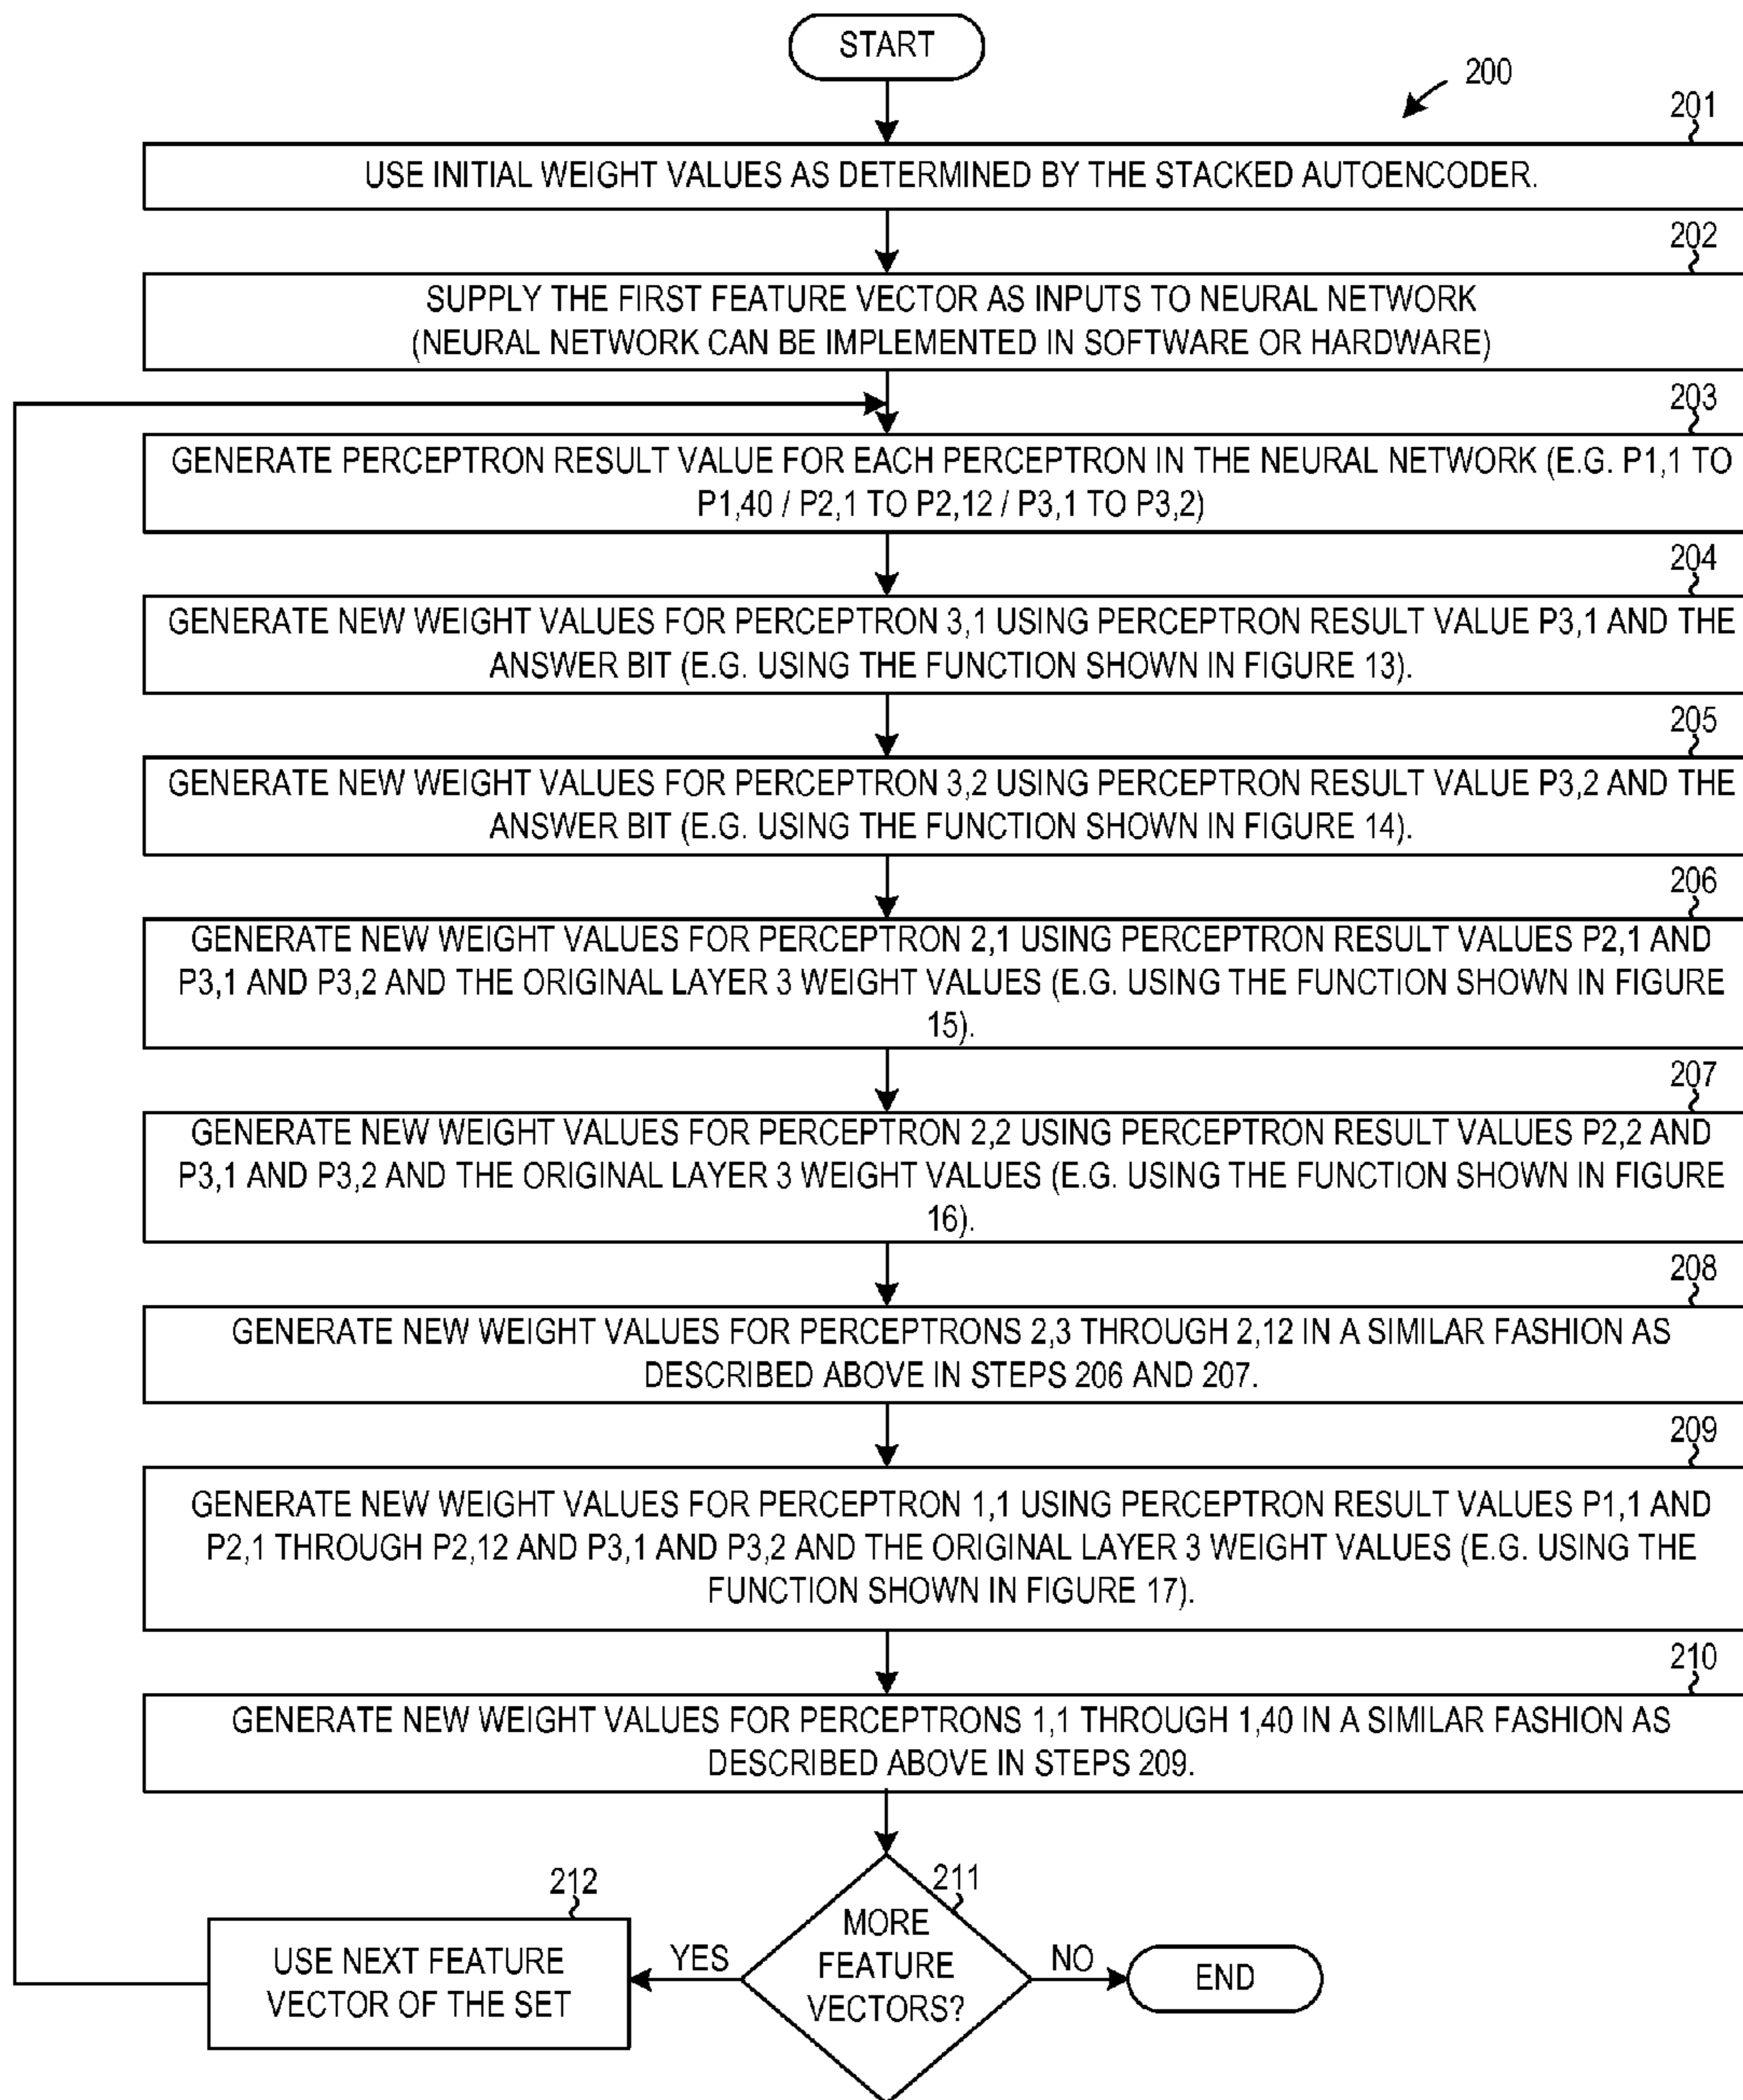 START
200
201
USE INITIAL WEIGHT VALUES AS DETERMINED BY THE STACKED AUTOENCODER.
202
SUPPLY THE FIRST FEATURE VECTOR AS INPUTS TO NEURAL NETWORK
(NEURAL NETWORK CAN BE IMPLEMENTED IN SOFTWARE OR HARDWARE)
203
GENERATE PERCEPTRON RESULT VALUE FOR EACH PERCEPTRON IN THE NEURAL NETWORK (E.G. P1,1 TO
P1,40 / P2,1 TO P2,12 / P3,1 TO P3,2)
204
GENERATE NEW WEIGHT VALUES FOR PERCEPTRON 3,1 USING PERCEPTRON RESULT VALUE P3,1 AND THE
ANSWER BIT (E.G. USING THE FUNCTION SHOWN IN FIGURE 13).
205
GENERATE NEW WEIGHT VALUES FOR PERCEPTRON 3,2 USING PERCEPTRON RESULT VALUE P3,2 AND THE
ANSWER BIT (E.G. USING THE FUNCTION SHOWN IN FIGURE 14).
206
GENERATE NEW WEIGHT VALUES FOR PERCEPTRON 2,1 USING PERCEPTRON RESULT VALUES P2,1 AND
P3,1 AND P3,2 AND THE ORIGINAL LAYER 3 WEIGHT VALUES (E.G. USING THE FUNCTION SHOWN IN FIGURE
15).
207
GENERATE NEW WEIGHT VALUES FOR PERCEPTRON 2,2 USING PERCEPTRON RESULT VALUES P2,2 AND
P3,1 AND P3,2 AND THE ORIGINAL LAYER 3 WEIGHT VALUES (E.G. USING THE FUNCTION SHOWN IN FIGURE
16).
208
GENERATE NEW WEIGHT VALUES FOR PERCEPTRONS 2,3 THROUGH 2,12 IN A SIMILAR FASHION AS
DESCRIBED ABOVE IN STEPS 206 AND 207.
209
GENERATE NEW WEIGHT VALUES FOR PERCEPTRON 1,1 USING PERCEPTRON RESULT VALUES P1,1 AND
P2,1 THROUGH P2,12 AND P3,1 AND P3,2 AND THE ORIGINAL LAYER 3 WEIGHT VALUES (E.G. USING THE
FUNCTION SHOWN IN FIGURE 17).
210
GENERATE NEW WEIGHT VALUES FOR PERCEPTRONS 1,1 THROUGH 1,40 IN A SIMILAR FASHION AS
DESCRIBED ABOVE IN STEPS 209.
211
MORE
FEATURE
VECTORS?
YES
NO
212
USE NEXT FEATURE
VECTOR OF THE SET
END